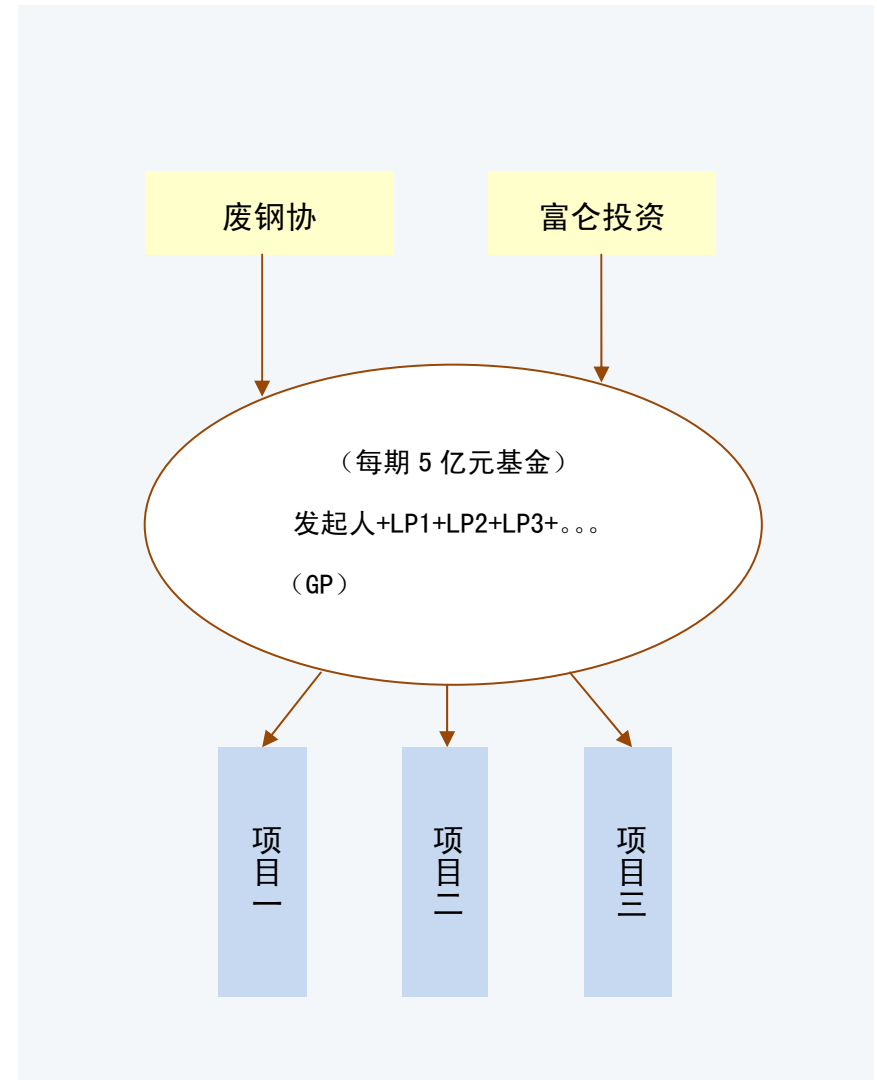 废钢协
富仑投资
（每期 5 亿元基金）
发起人+LP1+LP2+LP3+。。。
（GP）
项目一
项目二
项目三